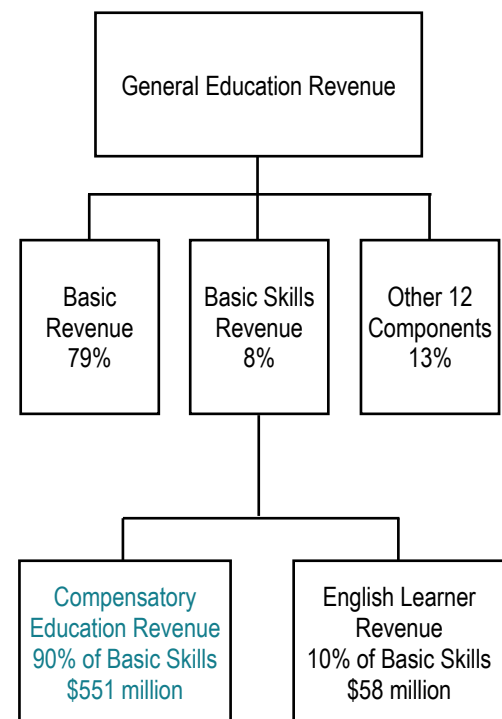 General Education Revenue
Basic
Revenue
79%
Basic Skills
Revenue
8%
Other 12
Components
13%
Compensatory
Education Revenue
90% of Basic Skills
$551 million
English Learner
Revenue
10% of Basic Skills
$58 million